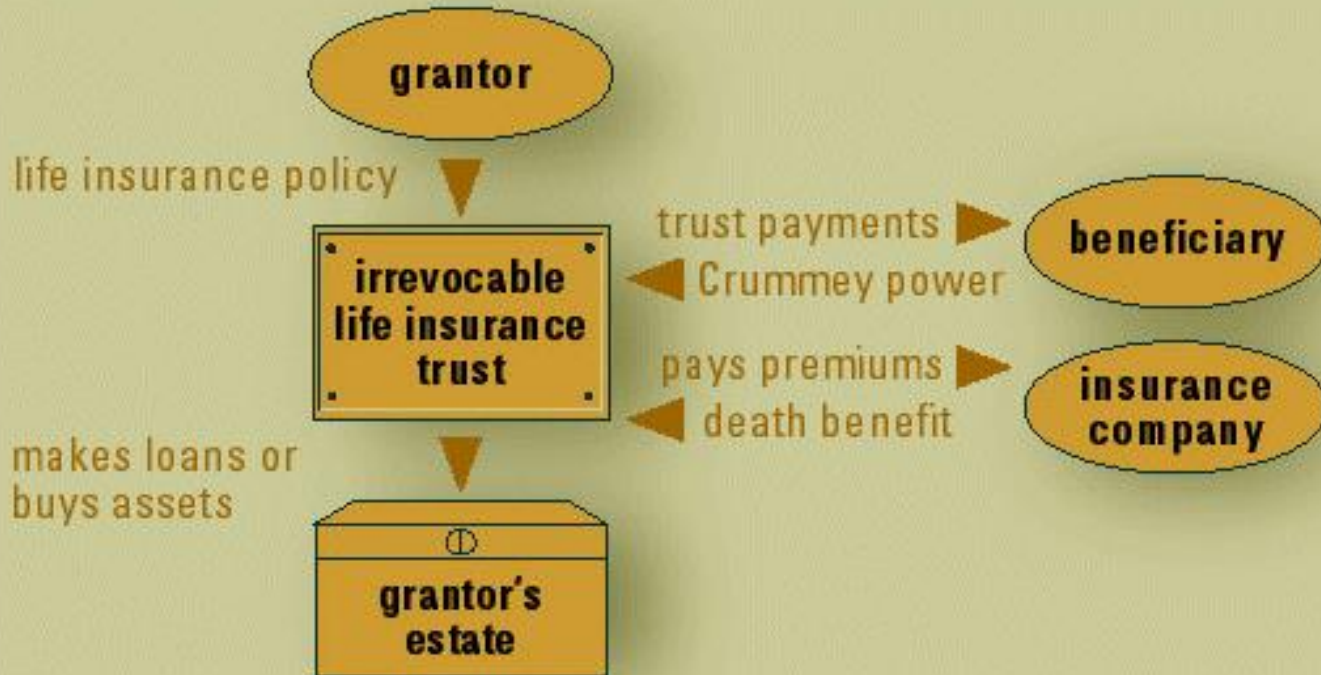 grantor
life insurance policy
irrevocable
life insurance
trust
trust payments
Crummey power
beneficiary
pays premiums
death benefit
insurance
company
makes loans or
buys assets
grantor's
estate